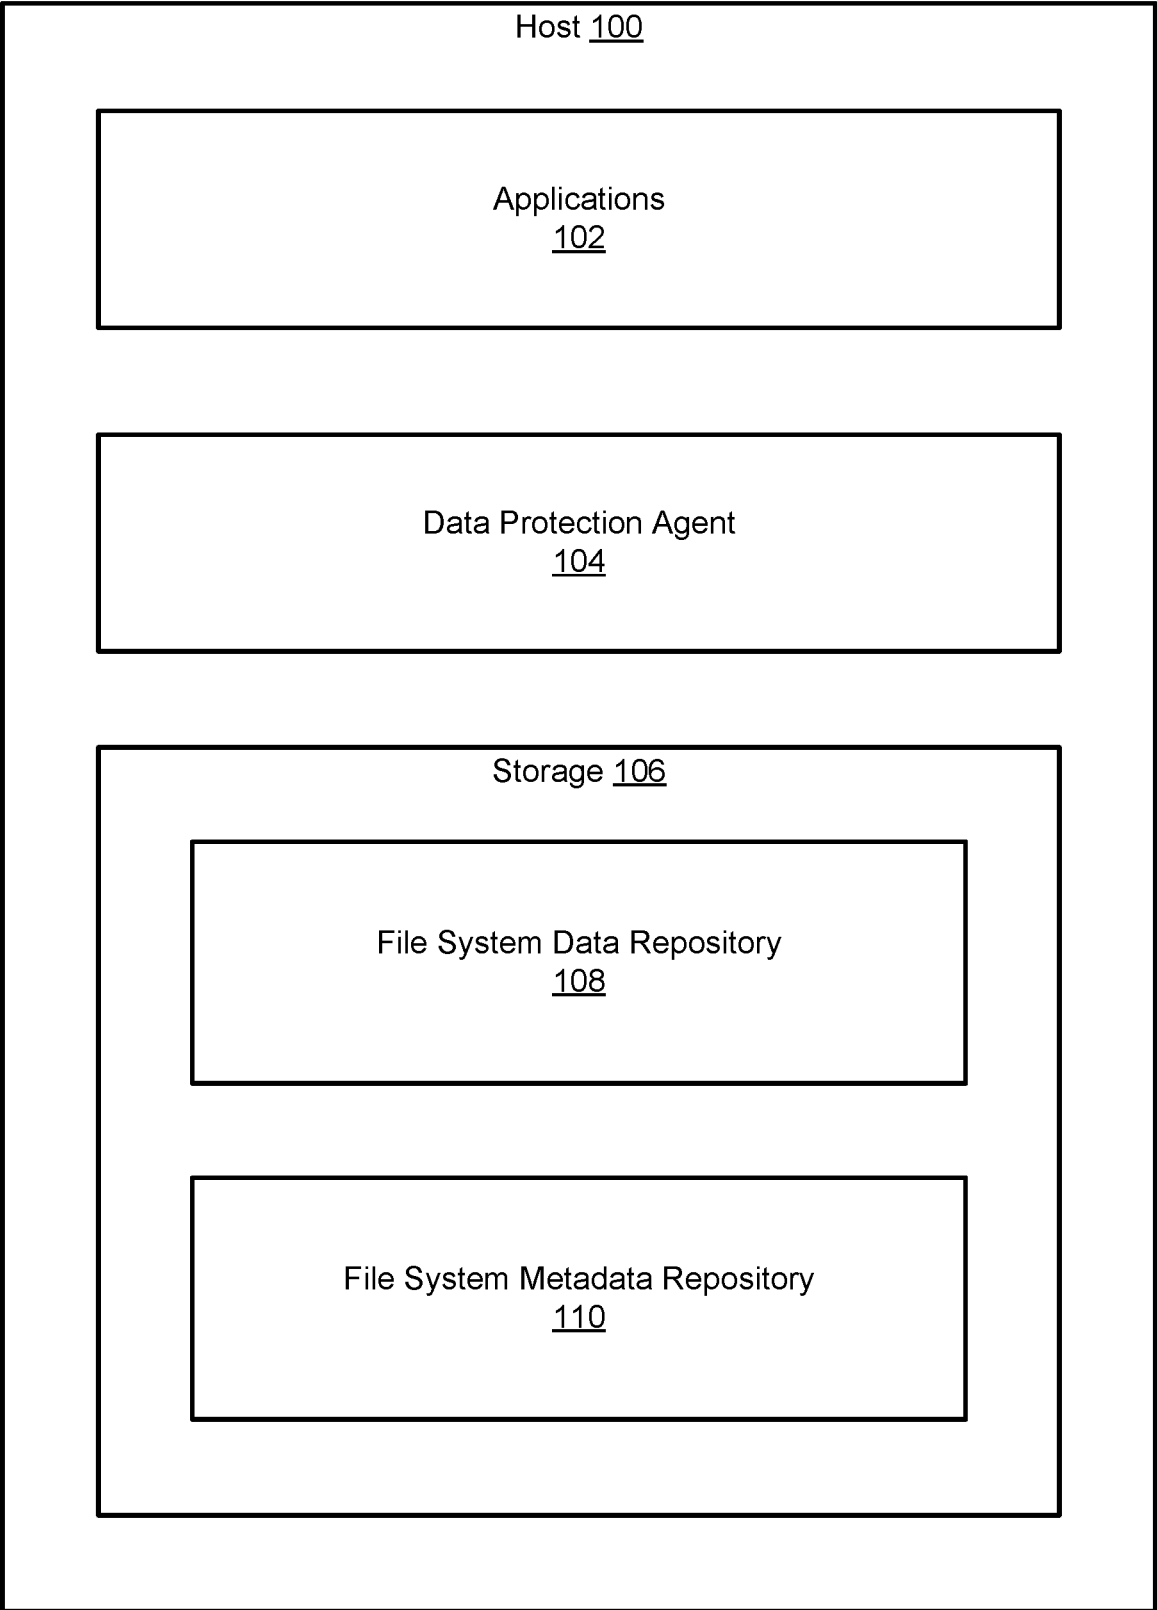 Host 100
Applications
102
Data Protection Agent
104
Storage 106
File System Data Repository
108
File System Metadata Repository
110